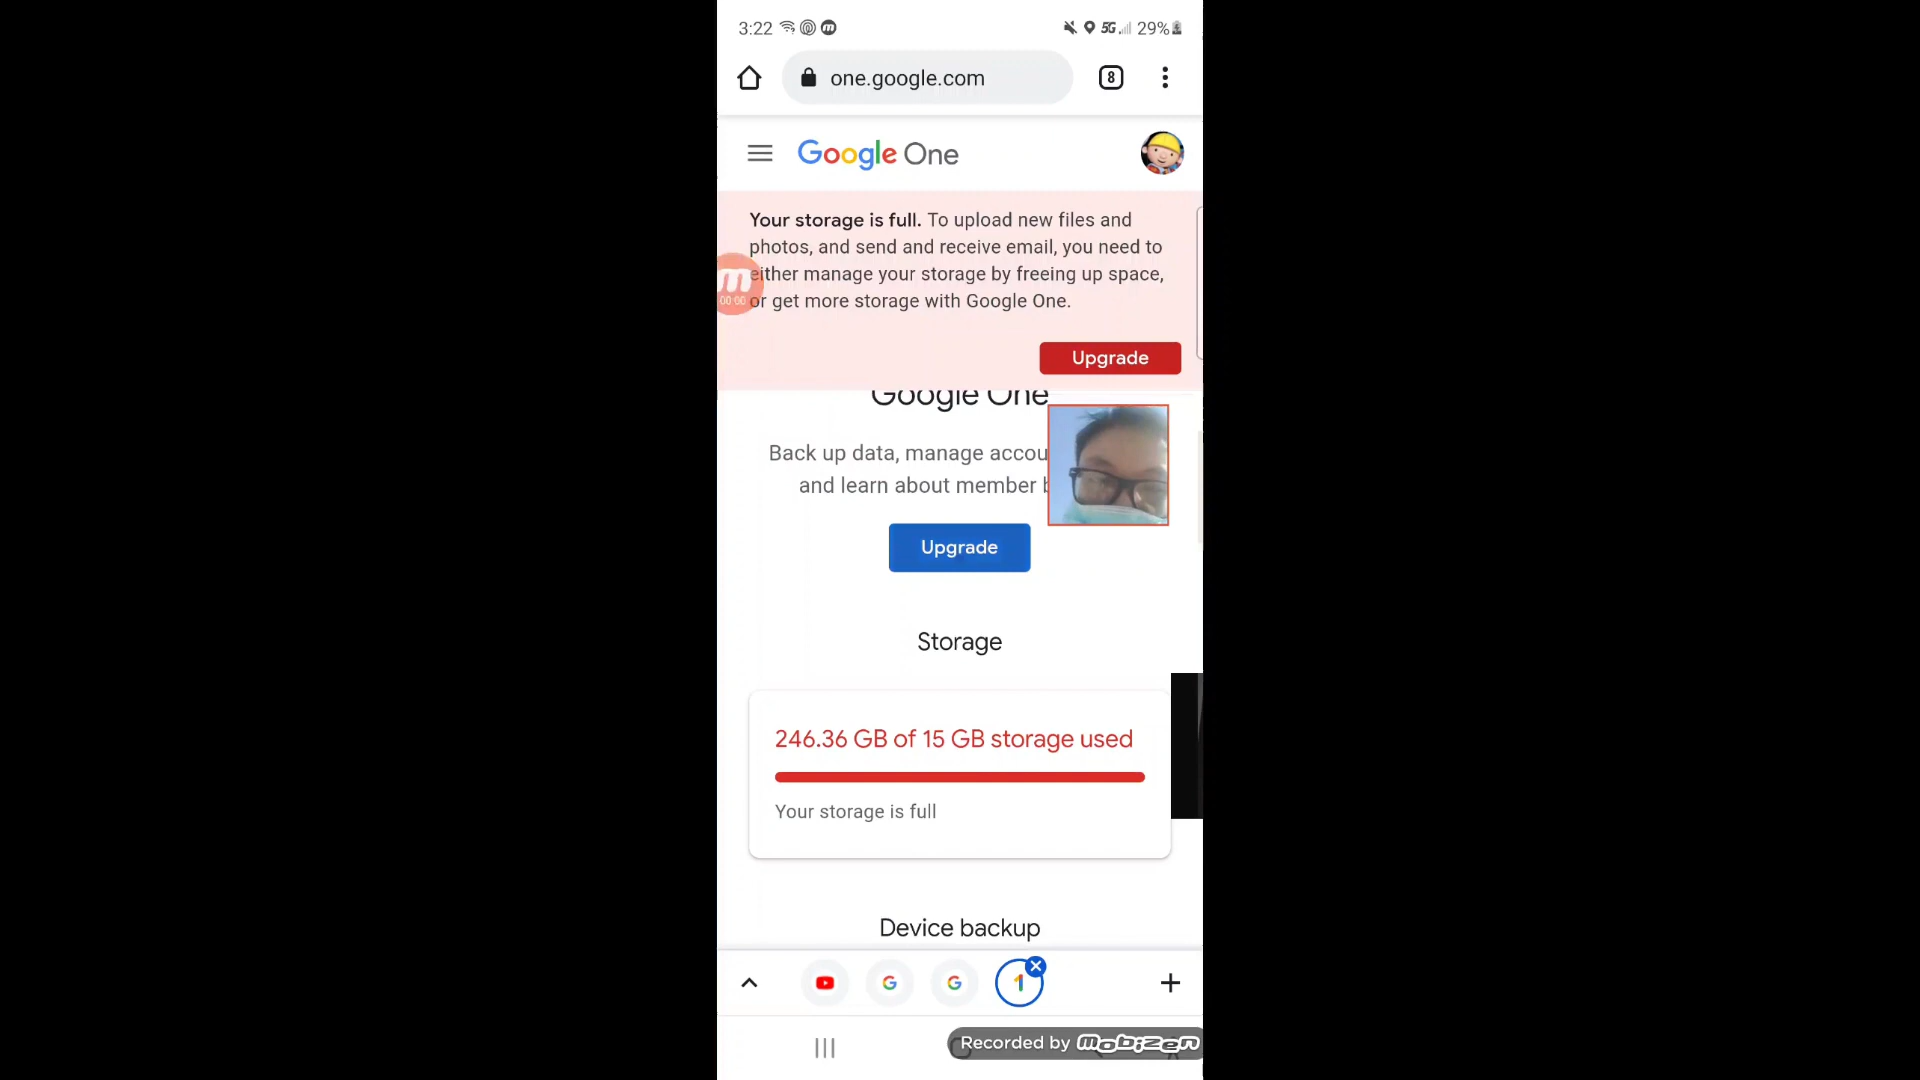 3:22
5G 29%
one.google.com
8
Google One
Your storage is full. To upload new files and
photos, and send and receive email, you need to
either manage your storage by freeing up space,
or get more storage with Google One.
00:00
Upgrade
Google One
Back up data, manage accou
and learn about member b
Upgrade
Storage
246.36 GB of 15 GB storage used
Your storage is full
Device backup
Recorded by mobizen